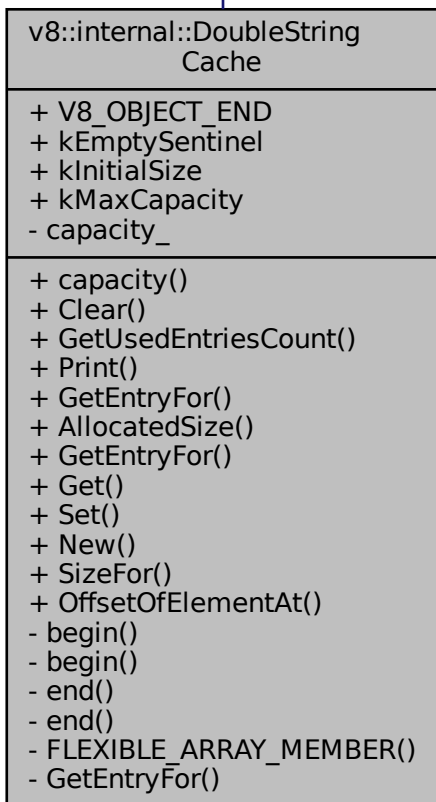 v8::internal::DoubleString
Cache
+ V8_OBJECT_END
+ kEmptySentinel
+ kInitialSize
+ kMaxCapacity
- capacity_
+ capacity()
+ Clear()
+ GetUsedEntriesCount()
+ Print()
+ GetEntryFor()
+ AllocatedSize()
+ GetEntryFor()
+ Get()
+ Set()
+ New()
+ SizeFor()
+ OffsetOfElementAt()
- begin()
- begin()
- end()
- end()
- FLEXIBLE_ARRAY_MEMBER()
- GetEntryFor()